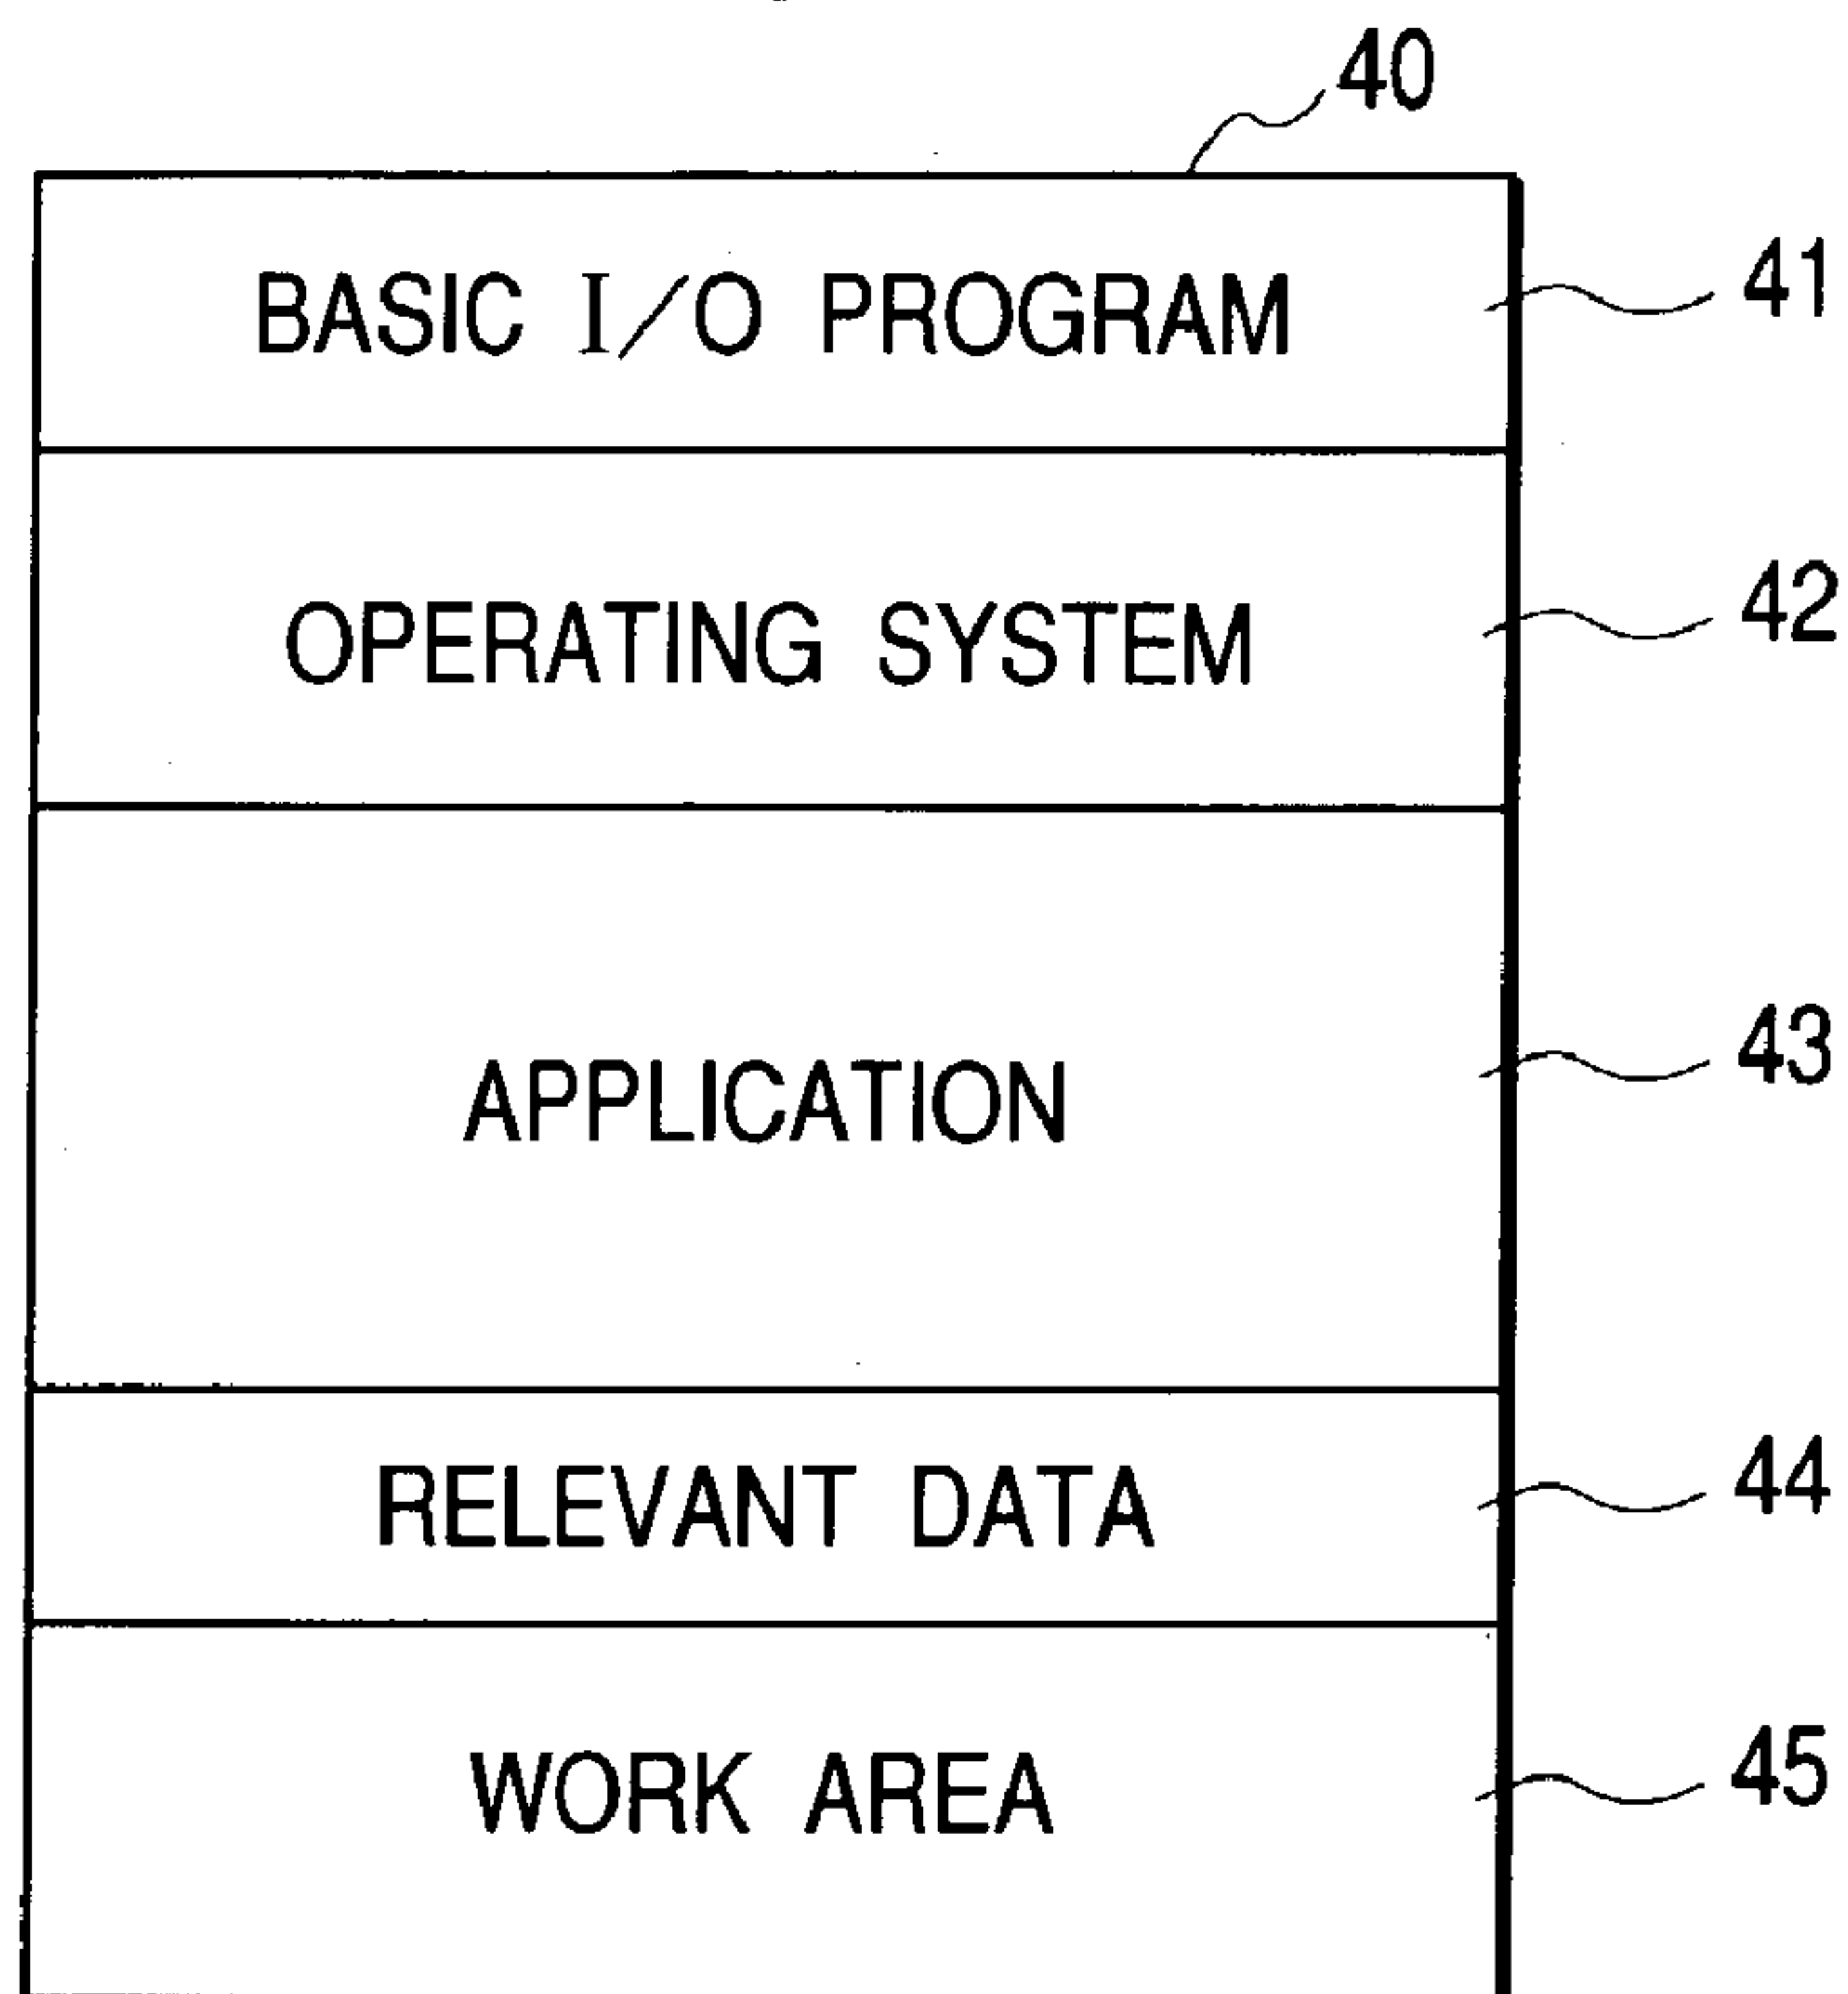 40
BASIC I/O PROGRAM 41
OPERATING SYSTEM 42
APPLICATION 43
RELEVANT DATA 44
WORK AREA 45